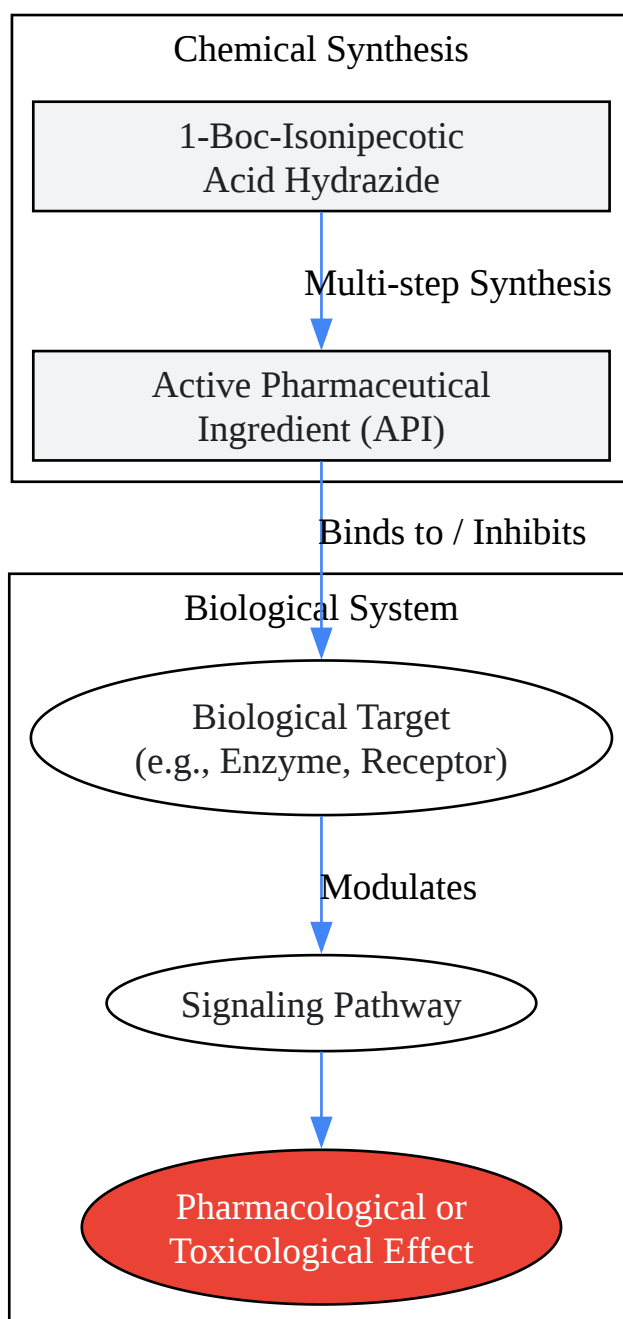 Chemical Synthesis
1-Boc-Isonipecotic
Acid Hydrazide
Multi-step Synthesis
Active Pharmaceutical
Ingredient (API)
Binds to / Inhibits
Biological System
Biological Target
(e.g., Enzyme, Receptor)
Modulates
Signaling Pathway
Pharmacological or
Toxicological Effect